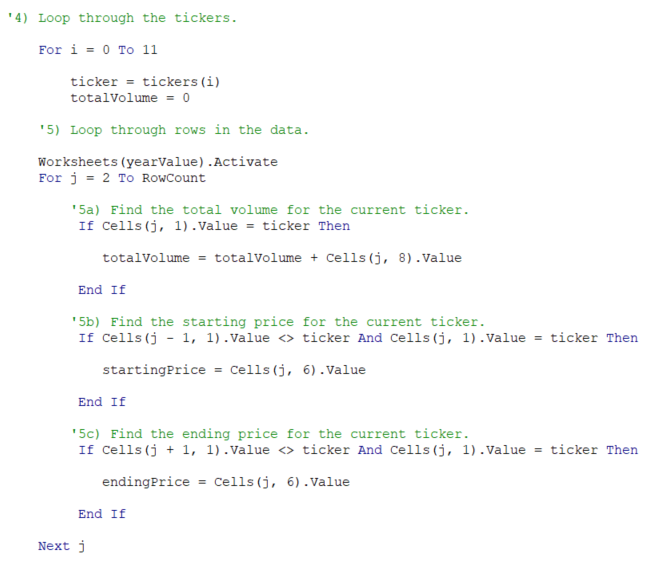 '4) Loop through the tickers.
For i = 0 To 11
ticker = tickers(i)
totalVolume = 0
'5) Loop through rows in the data.
Worksheets(yearValue).Activate
For j = 2 To RowCount
'5a) Find the total volume for the current ticker.
If Cells(j, 1).Value = ticker Then
totalVolume = totalVolume + Cells(j, 8).Value
End If
'5b) Find the starting price for the current ticker.
If Cells(j - 1, 1).Value <> ticker And Cells(j, 1).Value = ticker Then
startingPrice = Cells(j, 6).Value
End If
'5c) Find the ending price for the current ticker.
If Cells(j + 1, 1).Value <> ticker And Cells(j, 1).Value = ticker Then
endingPrice = Cells(j, 6).Value
End If
Next j